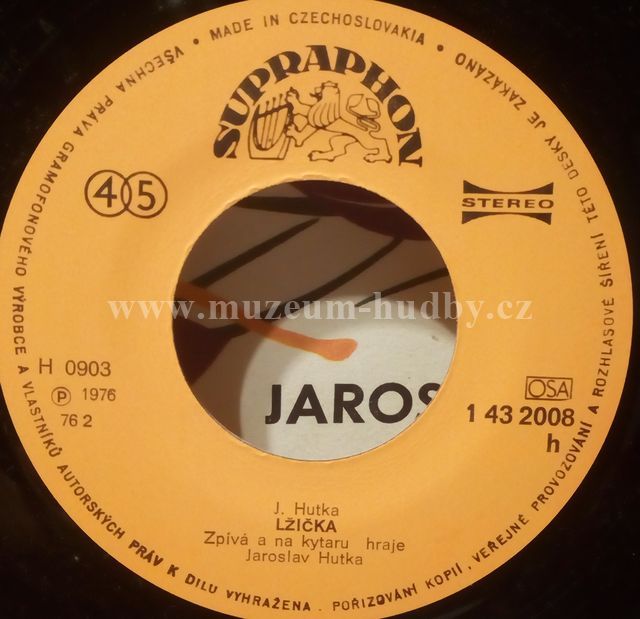 VŠECHNA PRÁVA GRAMOFONOVÉHO VÝROBCE A VLASTNÍKŮ AUTORSKÝCH PRÁV K DÍLU VYHRAŽENA . POŘIZOVÁNÍ KOPIÍ, VEŘEJNÉ PROVOZOVÁNÍ A ROZHLASOVÉ ŠÍŘENÍ TÉTO DESKY JE ZAKÁZÁNO • MADE IN CZECHOSLOVAKIA •
SUPRAPHON
45
STEREO
www.muzeum-hudby.cz
H 0903
Ⓟ 1976
76 2
JAROS
OSA
1 43 2008
h
J. Hutka
LŽIČKA
Zpívá a na kytaru hraje
Jaroslav Hutka